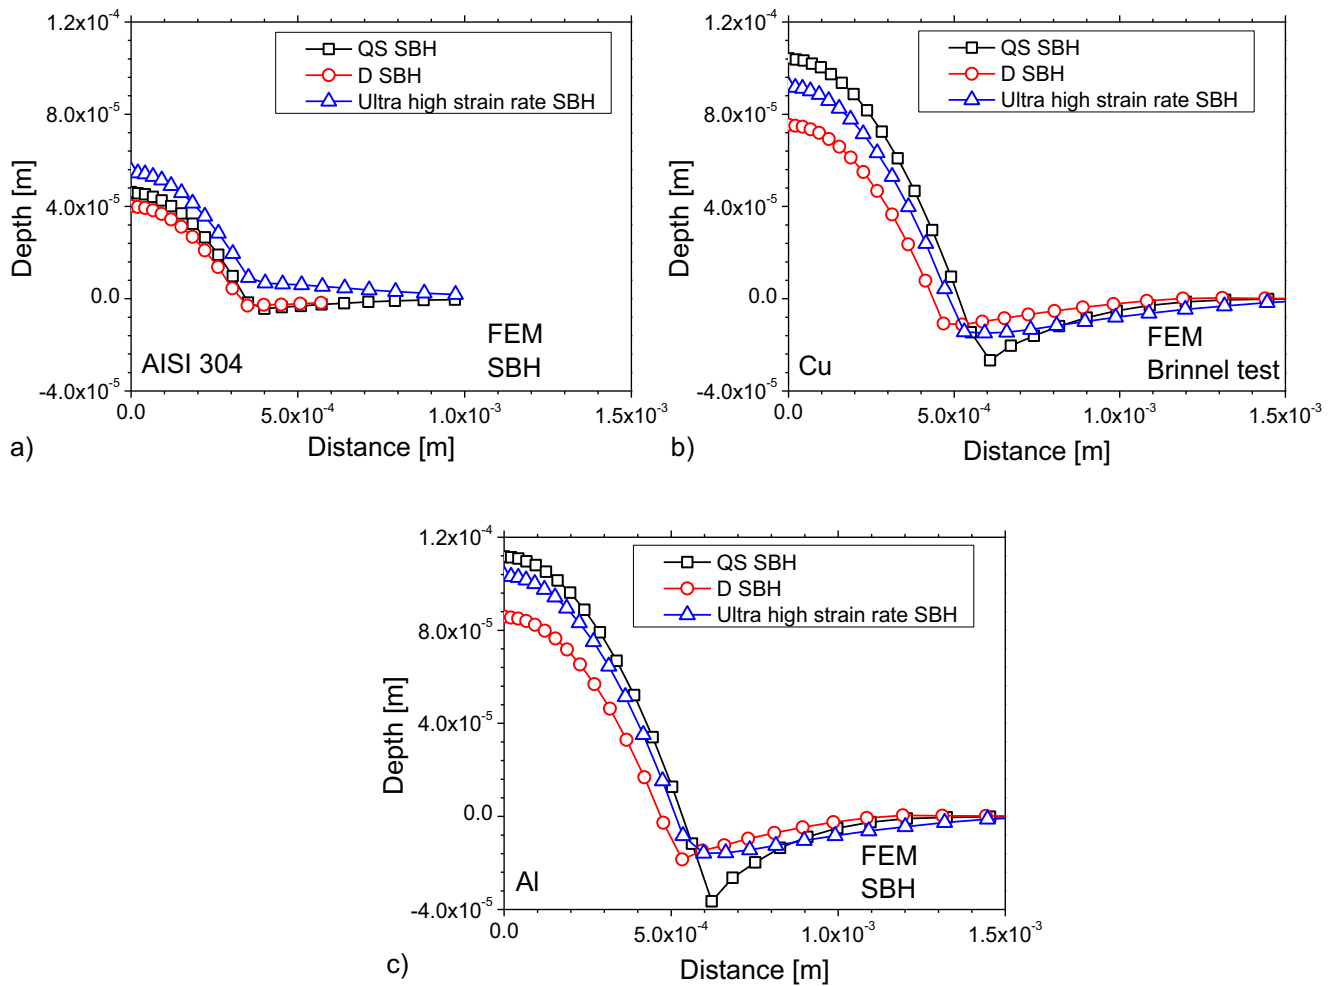 1.2x10⁻⁴
8.0x10⁻⁵
4.0x10⁻⁵
0.0
-4.0x10⁻⁵
Depth [m]
QS SBH
D SBH
Ultra high strain rate SBH
AISI 304
FEM
SBH
0.0
5.0x10⁻⁴
1.0x10⁻³
1.5x10⁻³
Distance [m]
a)
1.2x10⁻⁴
8.0x10⁻⁵
4.0x10⁻⁵
0.0
-4.0x10⁻⁵
Depth [m]
QS SBH
D SBH
Ultra high strain rate SBH
Cu
FEM
Brinnel test
0.0
5.0x10⁻⁴
1.0x10⁻³
1.5x10⁻³
Distance [m]
b)
1.2x10⁻⁴
8.0x10⁻⁵
4.0x10⁻⁵
0.0
-4.0x10⁻⁵
Depth [m]
QS SBH
D SBH
Ultra high strain rate SBH
Al
FEM
SBH
0.0
5.0x10⁻⁴
1.0x10⁻³
1.5x10⁻³
Distance [m]
c)